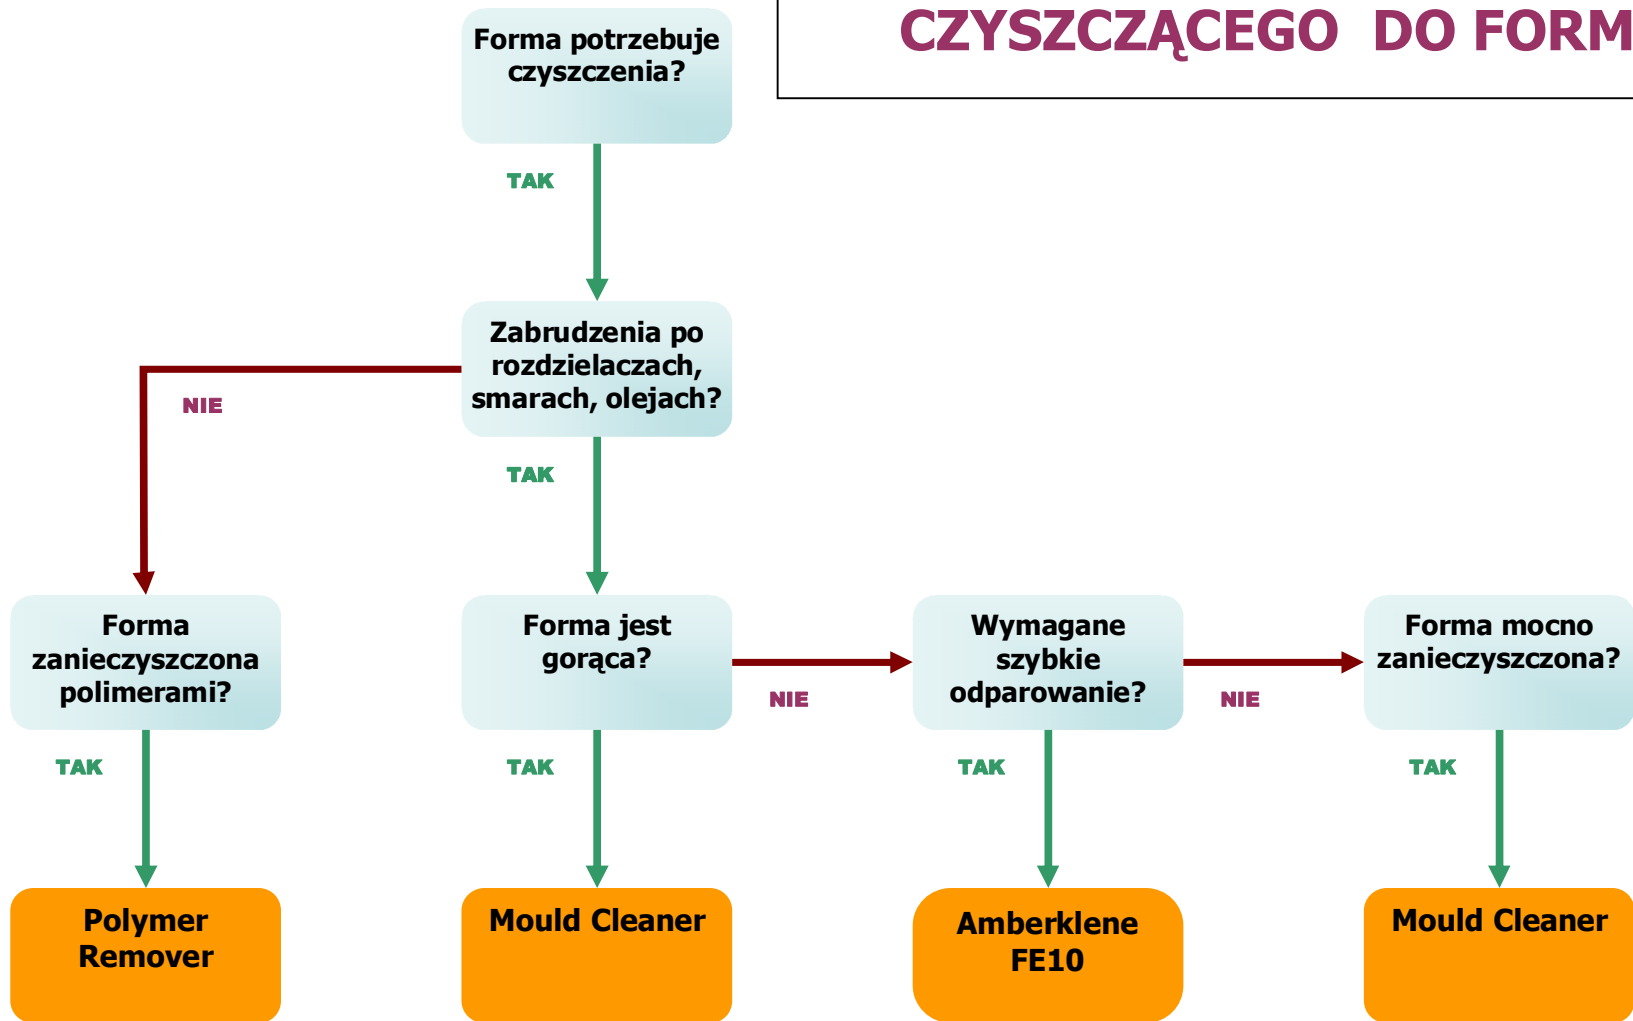 CZYSZCZĄCEGO DO FORM
Forma potrzebuje
czyszczenia?
TAK
Zabrudzenia po
rozdzielaczach,
smarach, olejach?
NIE
TAK
Forma
zanieczyszczona
polimerami?
Forma jest
gorąca?
Wymagane
szybkie
odparowanie?
Forma mocno
zanieczyszczona?
NIE
NIE
TAK
TAK
TAK
TAK
Polymer
Remover
Mould Cleaner
Amberklene
FE10
Mould Cleaner